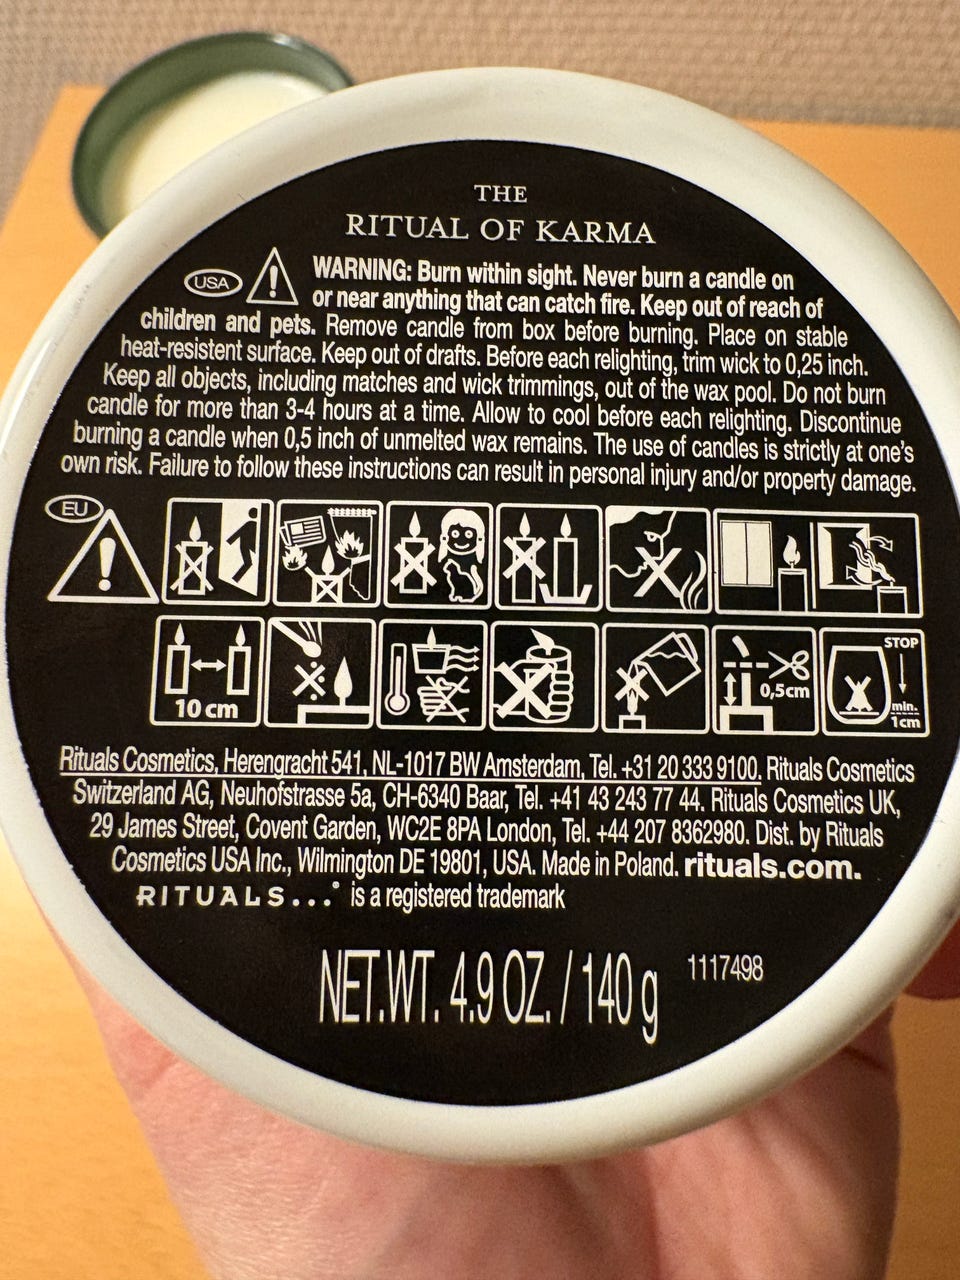 THE
RITUAL OF KARMA
USA
WARNING: Burn within sight. Never burn a candle on
or near anything that can catch fire. Keep out of reach of
children and pets. Remove candle from box before burning. Place on stable
heat-resistent surface. Keep out of drafts. Before each relighting, trim wick to 0,25 inch.
Keep all objects, including matches and wick trimmings, out of the wax pool. Do not burn
candle for more than 3-4 hours at a time. Allow to cool before each relighting. Discontinue
burning a candle when 0,5 inch of unmelted wax remains. The use of candles is strictly at one's
own risk. Failure to follow these instructions can result in personal injury and/or property damage.
EU
10 cm
0,5cm
STOP
min.
1cm
Rituals Cosmetics, Herengracht 541, NL-1017 BW Amsterdam, Tel. +31 20 333 9100. Rituals Cosmetics
Switzerland AG, Neuhofstrasse 5a, CH-6340 Baar, Tel. +41 43 243 77 44. Rituals Cosmetics UK,
29 James Street, Covent Garden, WC2E 8PA London, Tel. +44 207 8362980. Dist. by Rituals
Cosmetics USA Inc., Wilmington DE 19801, USA. Made in Poland. rituals.com.
RITUALS...® is a registered trademark
NET.WT. 4.9 OZ. / 140 g
1117498